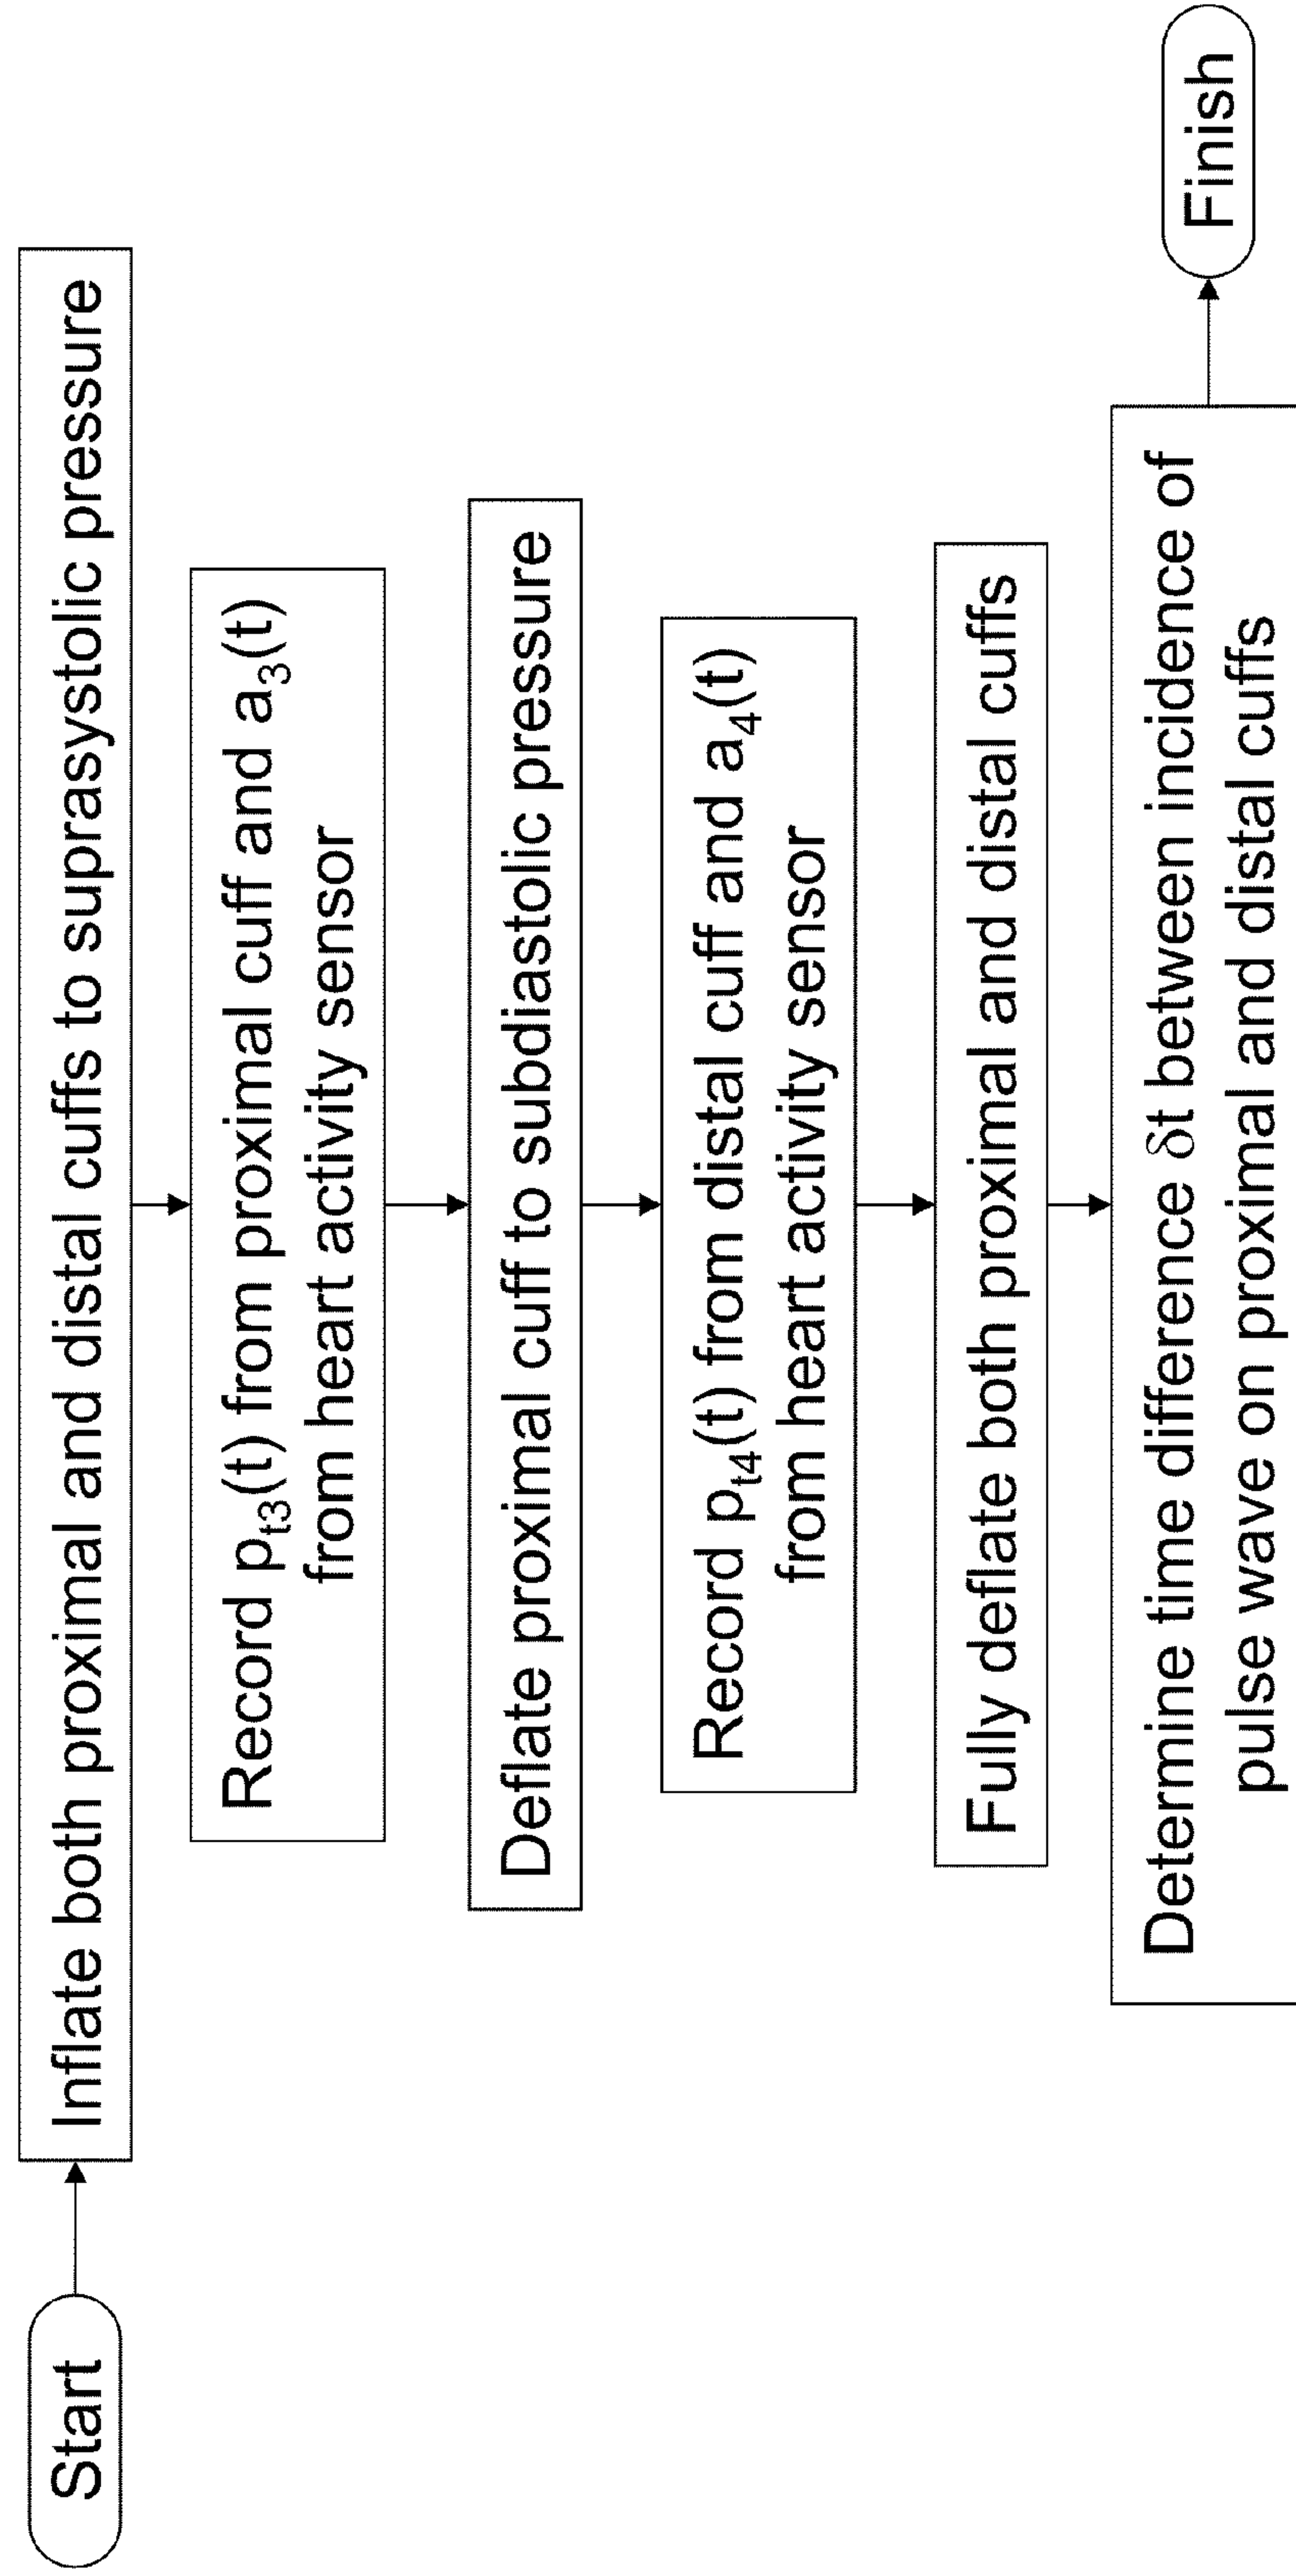 Start
Inflate both proximal and distal cuffs to suprasystolic pressure
Record pt3(t) from proximal cuff and a3(t)
from heart activity sensor
Deflate proximal cuff to subdiastolic pressure
Record pt4(t) from distal cuff and a4(t)
from heart activity sensor
Fully deflate both proximal and distal cuffs
Determine time difference δt between incidence of
pulse wave on proximal and distal cuffs
Finish